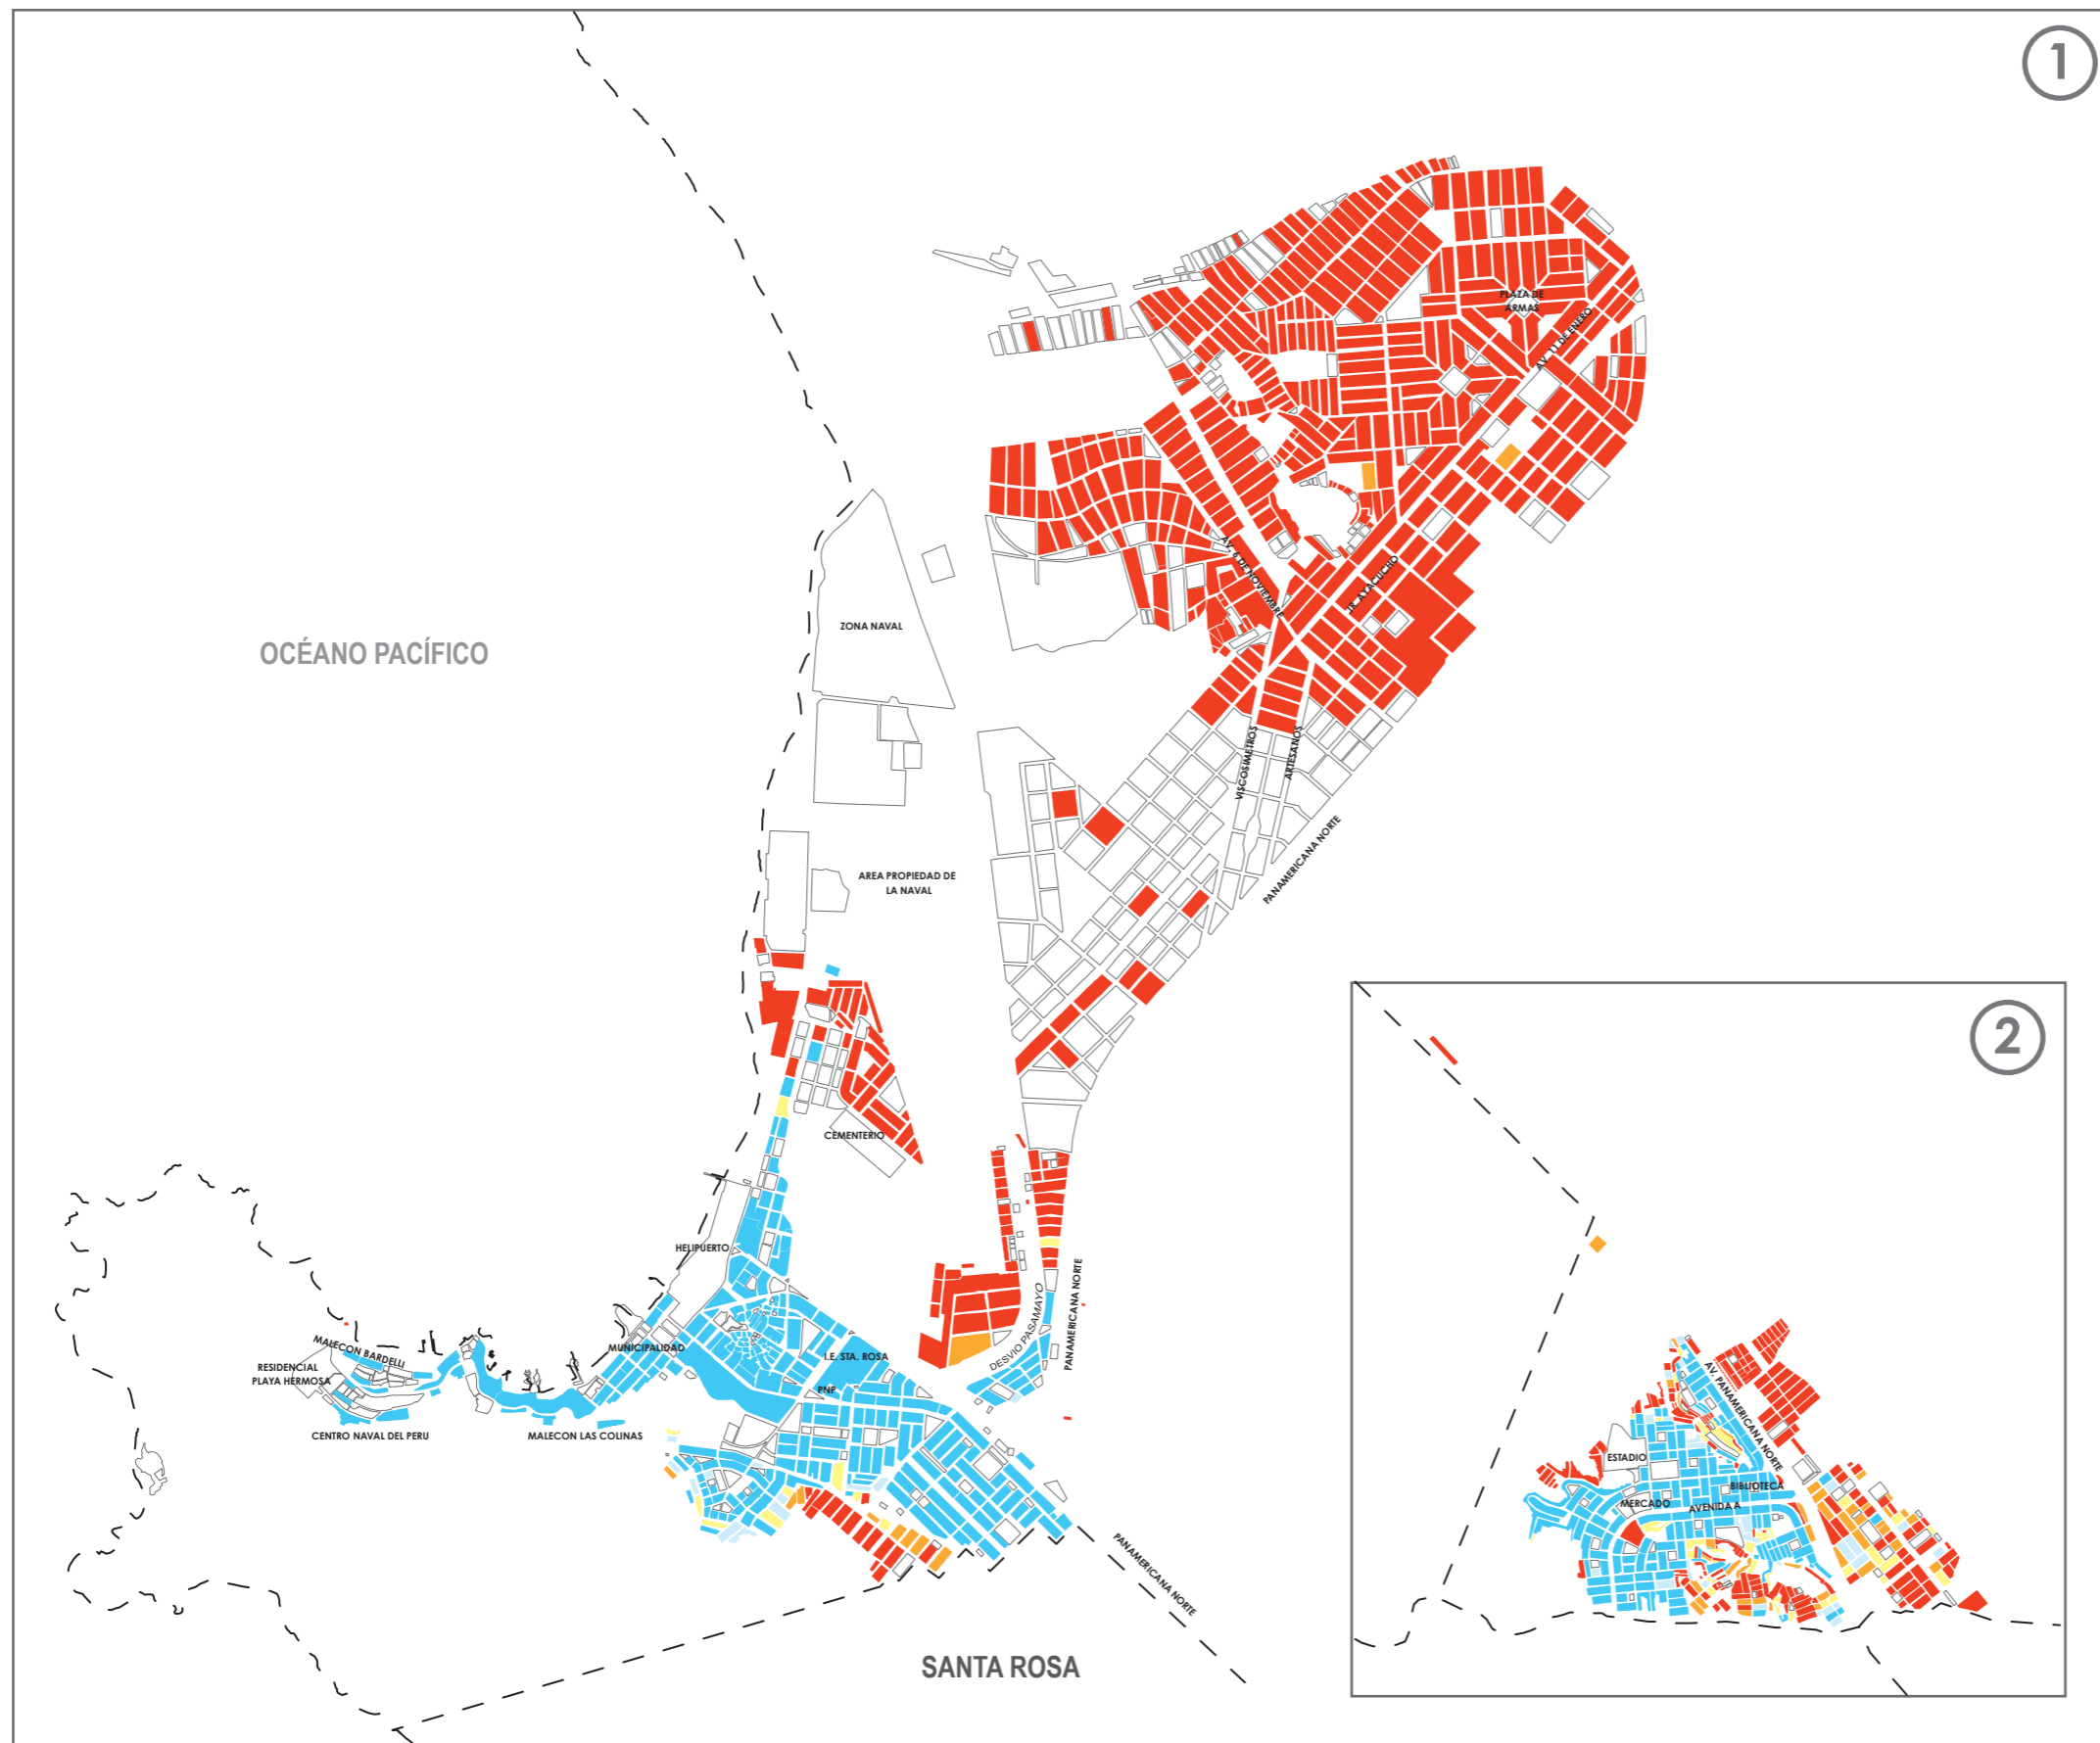 1
PLAZA DE
ARMAS
AV. 11 DE ENERO
AV. 6 DE NOVIEMBRE
JR. AYACUCHO
ZONA NAVAL
OCÉANO PACÍFICO
VISCOSIMETROS
ARTESANOS
PANAMERICANA NORTE
AREA PROPIEDAD DE
LA NAVAL
CEMENTERIO
HELIPUERTO
DESVIO PASAMAYO
PANAMERICANA NORTE
MALECON BARDELLI
RESIDENCIAL
PLAYA HERMOSA
MUNICIPALIDAD
I.E. STA. ROSA
PNP
CENTRO NAVAL DEL PERU
MALECON LAS COLINAS
PANAMERICANA NORTE
SANTA ROSA
2
AV. PANAMERICANA NORTE
ESTADIO
BIBLIOTECA
MERCADO
AVENIDA A